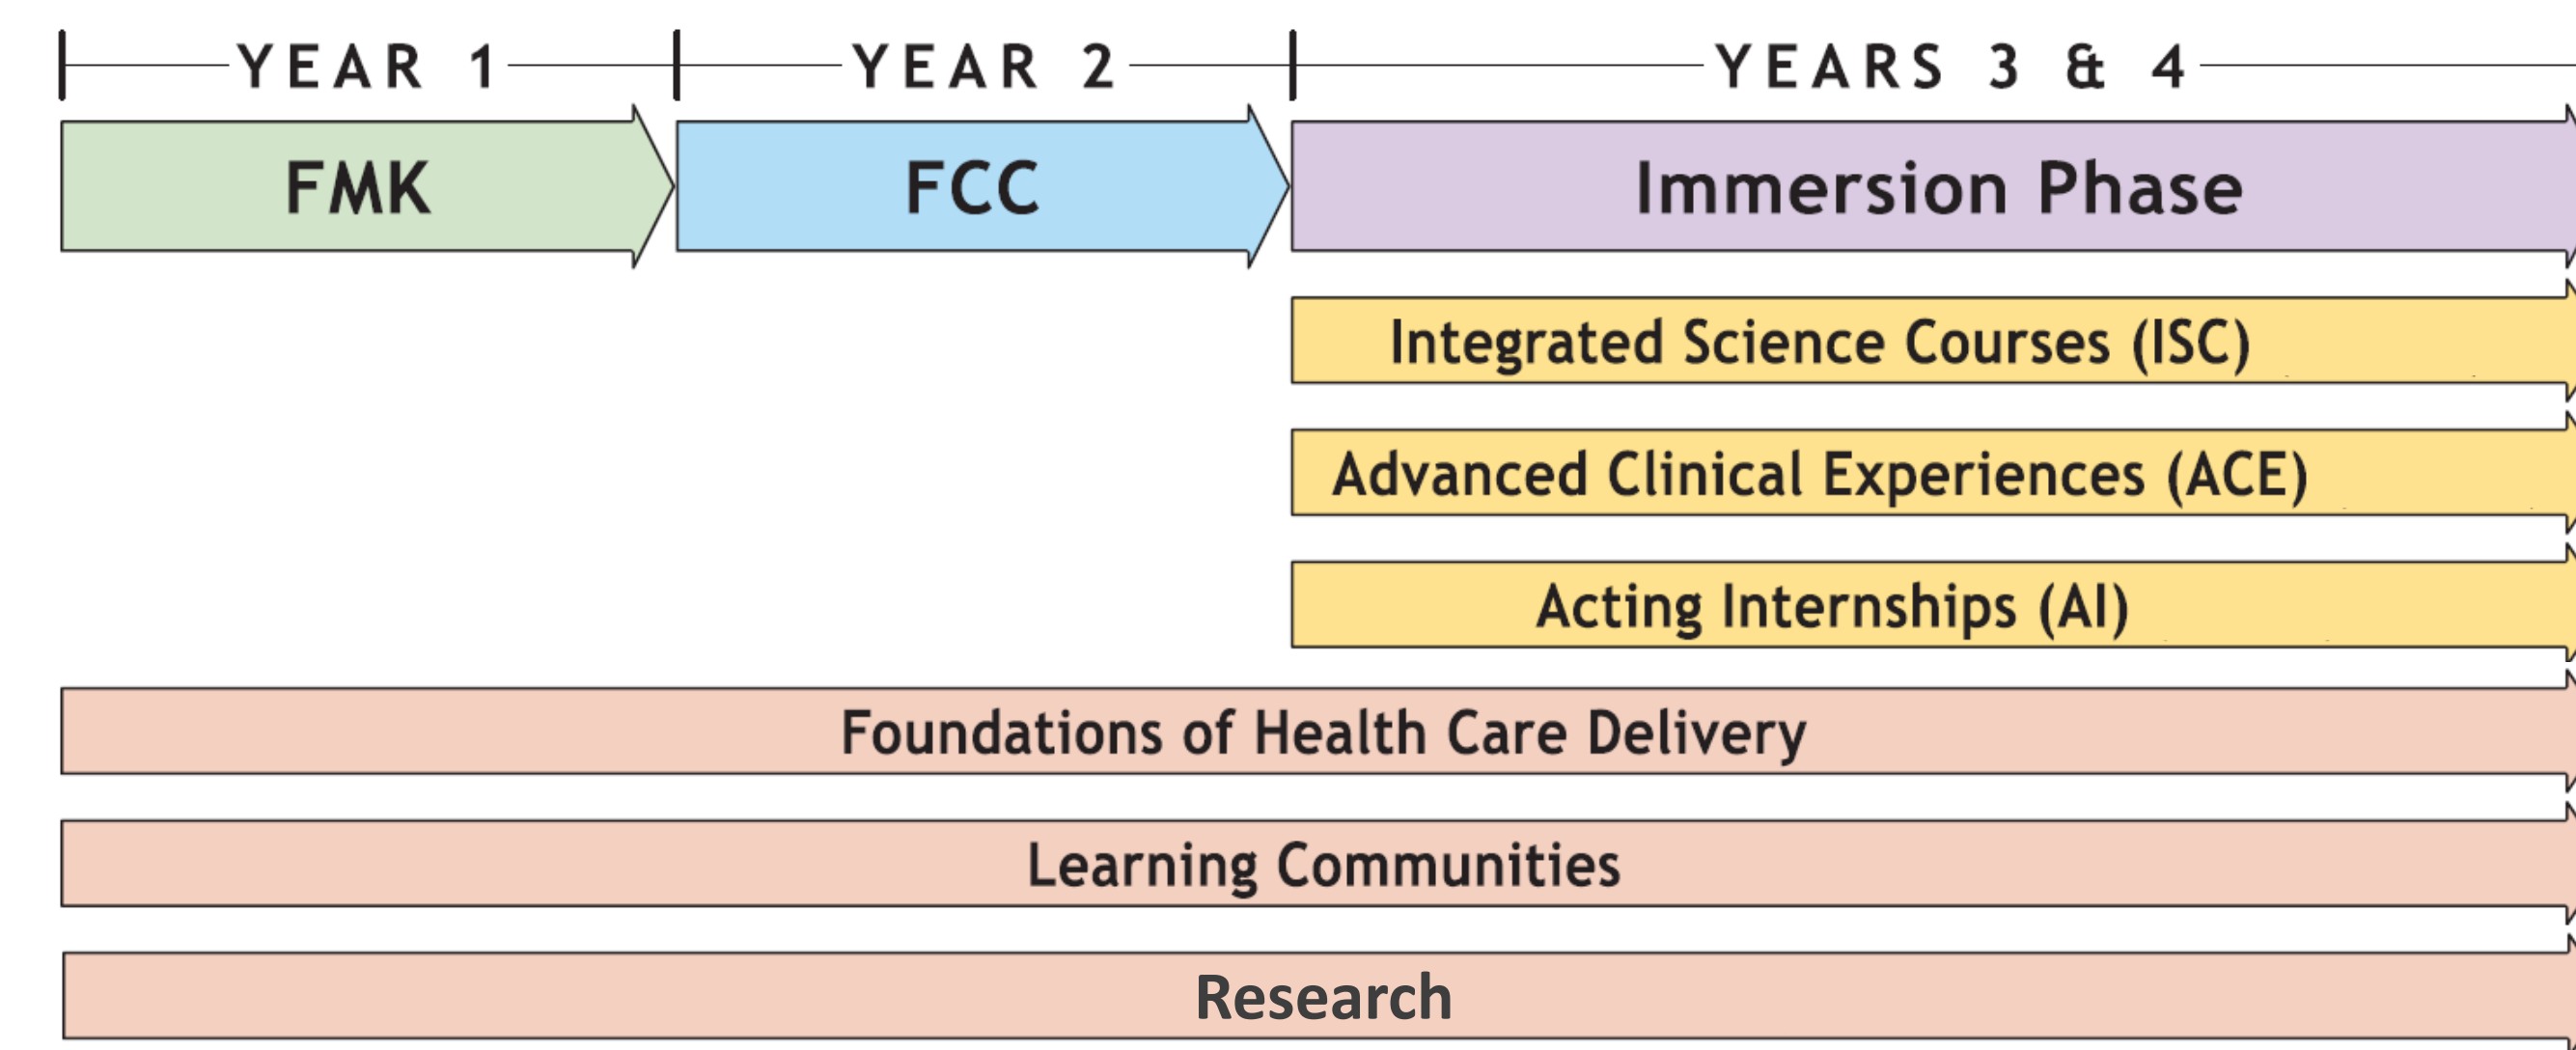 YEAR 1 YEAR 2 YEARS 3 & 4
FMK FCC Immersion Phase
Integrated Science Courses (ISC)
Advanced Clinical Experiences (ACE)
Acting Internships (AI)
Foundations of Health Care Delivery
Learning Communities
Research